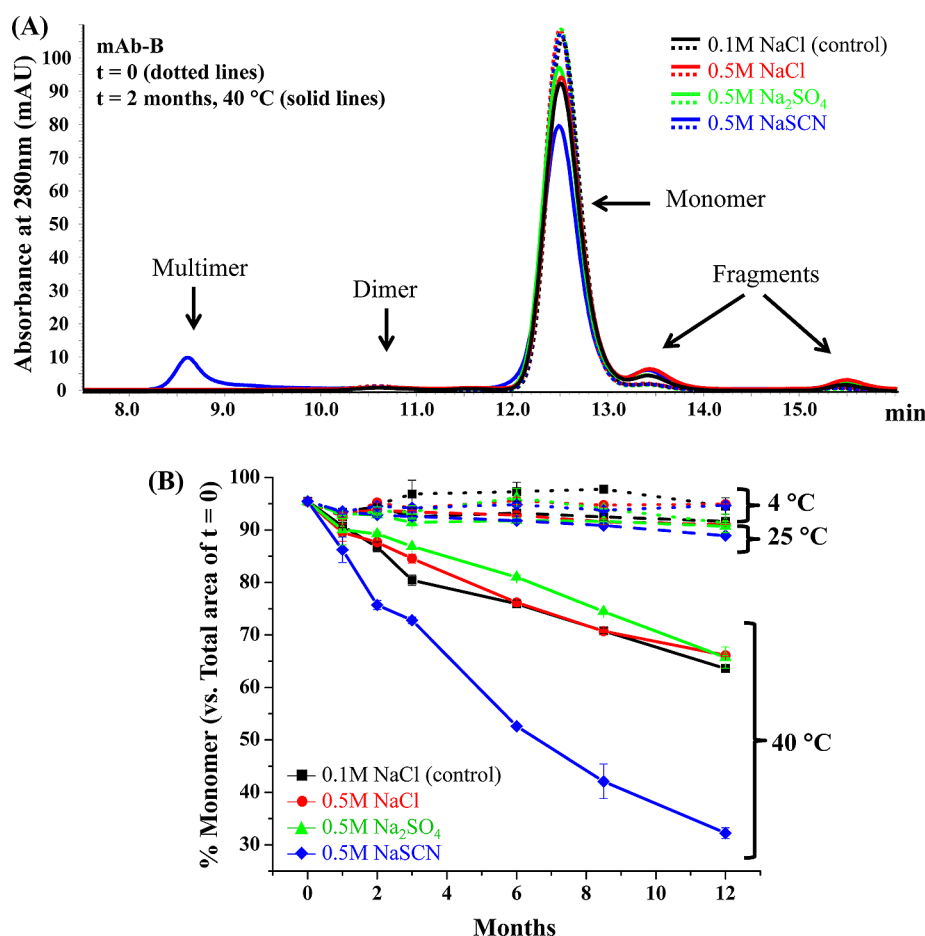 (A)
mAb-B
t = 0 (dotted lines)
t = 2 months, 40 °C (solid lines)
0.1M NaCl (control)
0.5M NaCl
0.5M Na₂SO₄
0.5M NaSCN
Absorbance at 280nm (mAU)
100
90
80
70
60
50
40
30
20
10
0
Multimer
Dimer
Monomer
Fragments
8.0 9.0 10.0 11.0 12.0 13.0 14.0 15.0 min
(B)
% Monomer (vs. Total area of t = 0)
100
90
80
70
60
50
40
30
4 °C
25 °C
40 °C
0.1M NaCl (control)
0.5M NaCl
0.5M Na₂SO₄
0.5M NaSCN
0 2 4 6 8 10 12
Months